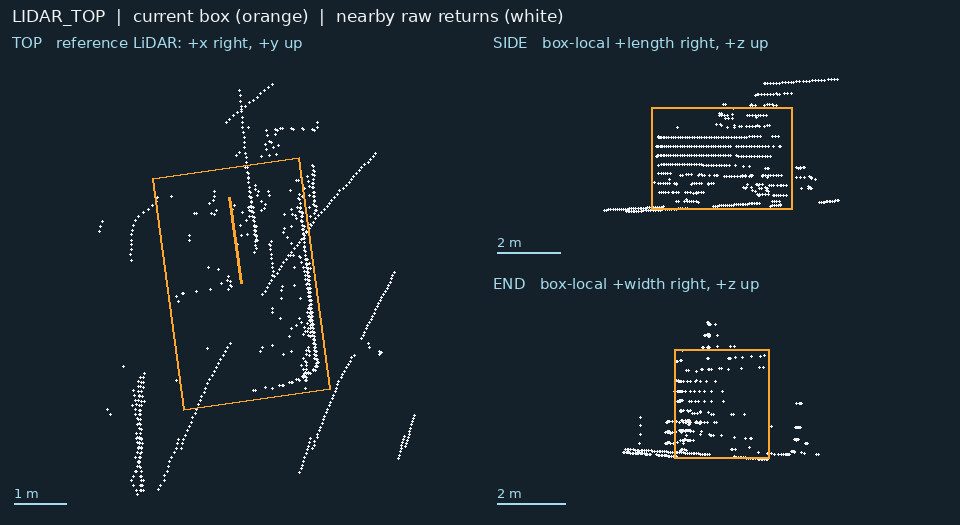 LIDAR_TOP  |  current box (orange)  |  nearby raw returns (white)
TOP   reference LiDAR: +x right, +y up
SIDE   box-local +length right, +z up
2 m
END   box-local +width right, +z up
1 m
2 m